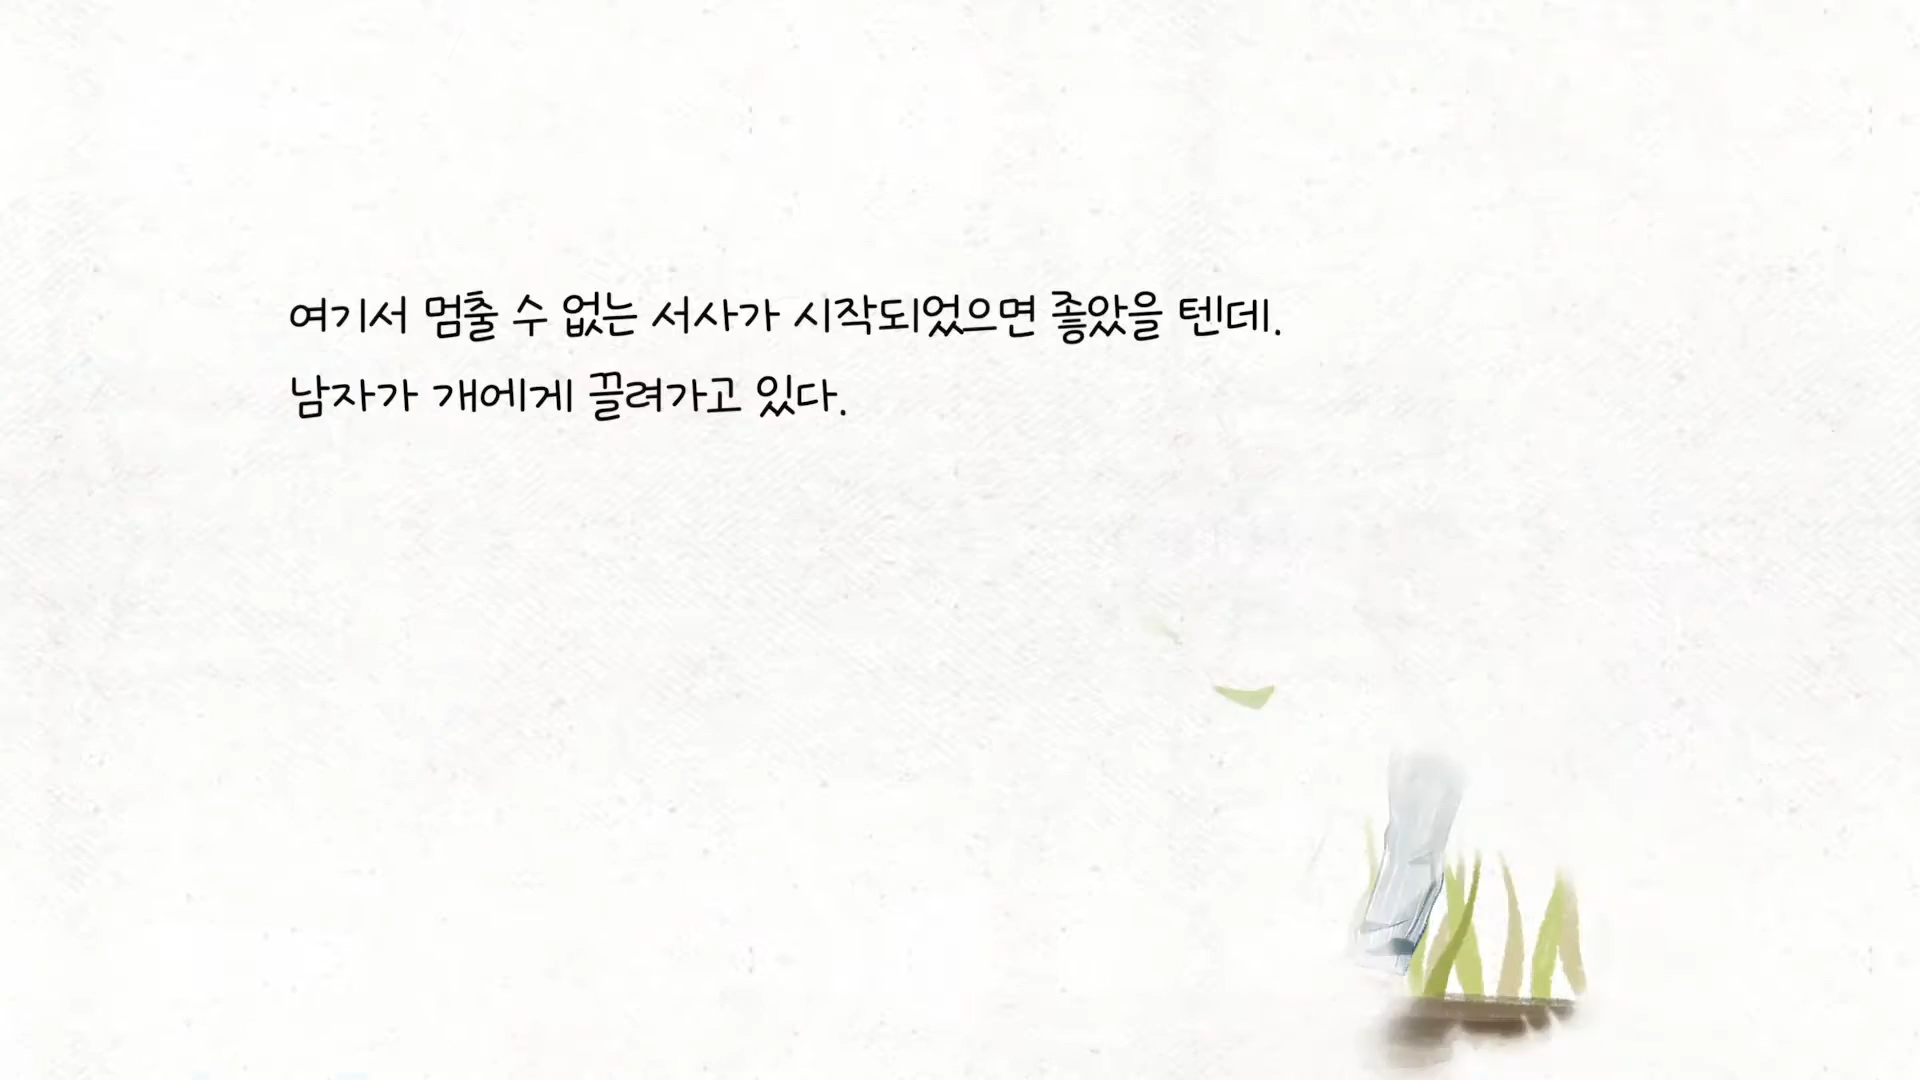 여기서 멈출 수 없는 서사가 시작되었으면 좋았을 텐데.
남자가 개에게 끌려가고 있다.